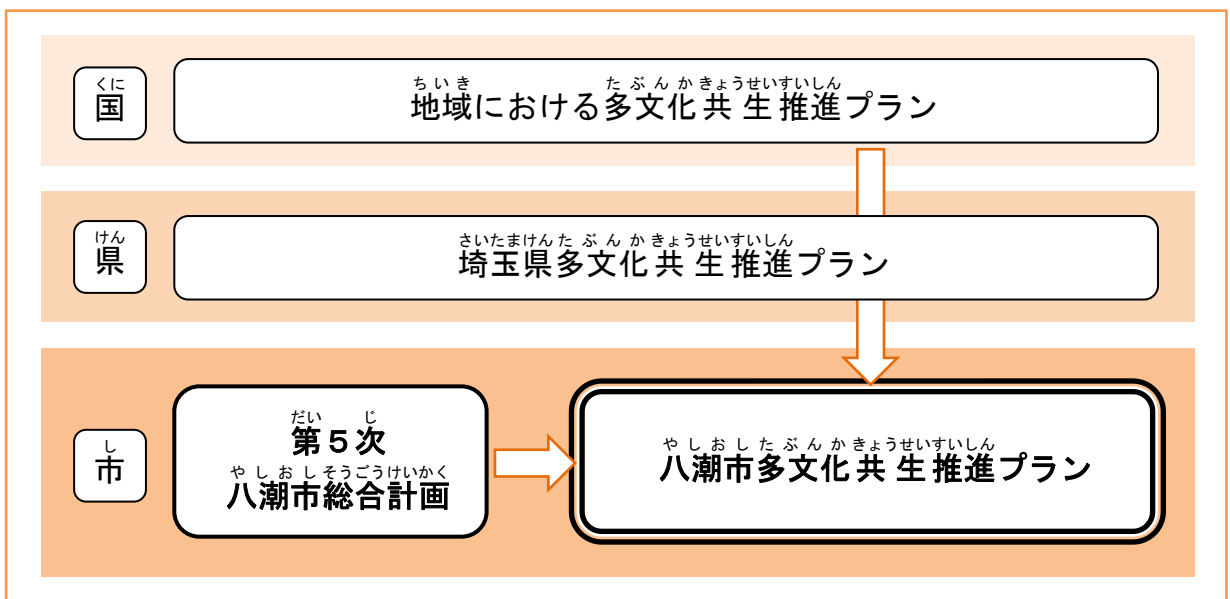 くに
国
ちいき たぶんかきょうせいすいしん
地域における多文化共生推進プラン
けん
県
さいたまけんたぶんかきょうせいすいしん
埼玉県多文化共生推進プラン
し
市
だい じ
第５次
やしおしそうごうけいかく
八潮市総合計画
やしおしたぶんかきょうせいすいしん
八潮市多文化共生推進プラン